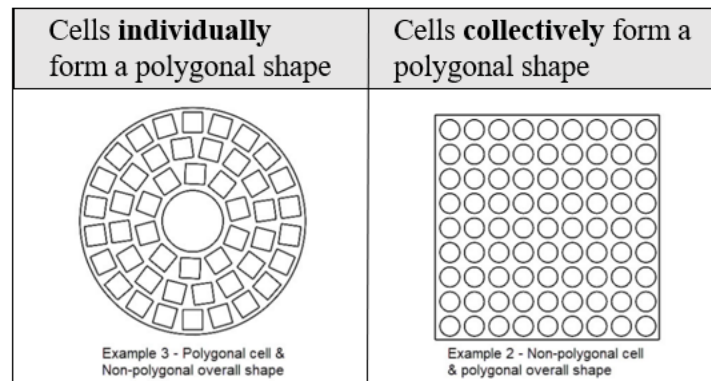 Cells individually
form a polygonal shape
Cells collectively form a
polygonal shape
Example 3 - Polygonal cell &
Non-polygonal overall shape
Example 2 - Non-polygonal cell
& polygonal overall shape